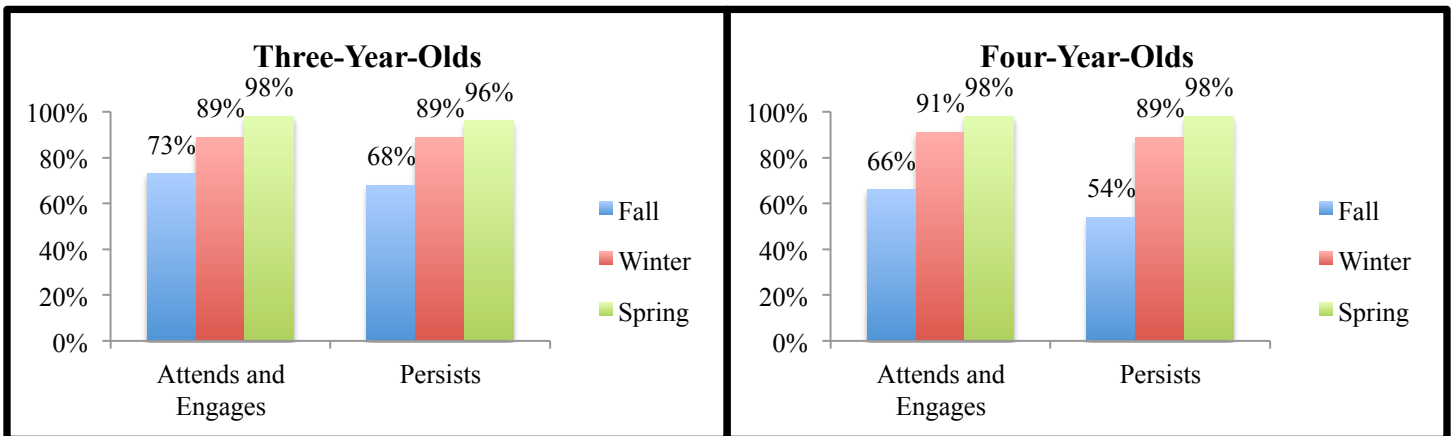 Three-Year-Olds
100%
80%
60%
40%
20%
0%
73%
89%
98%
68%
89%
96%
Attends and
Engages
Persists
Fall
Winter
Spring
Four-Year-Olds
100%
80%
60%
40%
20%
0%
66%
91%
98%
54%
89%
98%
Attends and
Engages
Persists
Fall
Winter
Spring